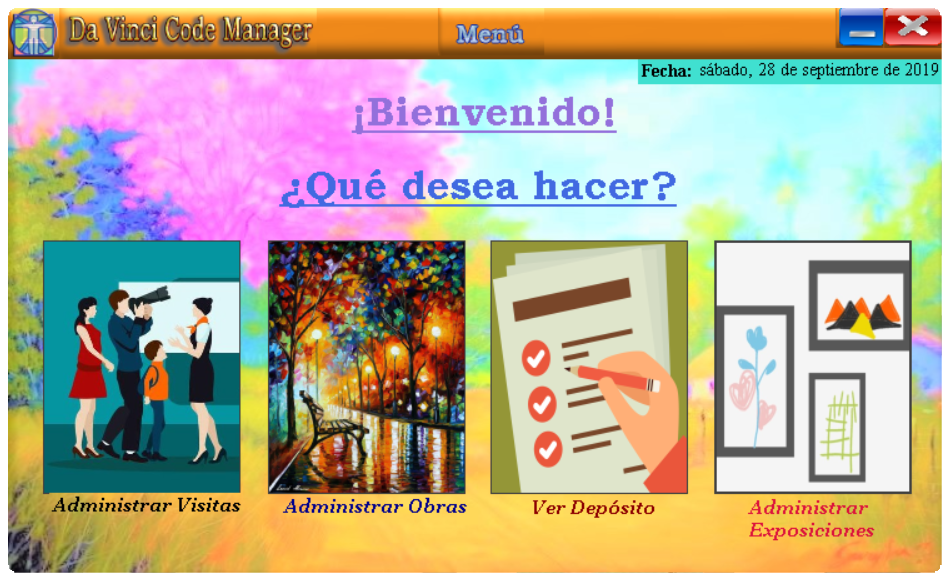 Da Vinci Code Manager
Menú
Fecha: sábado, 28 de septiembre de 2019
¡Bienvenido!
¿Qué desea hacer?
Administrar Visitas
Administrar Obras
Ver Depósito
Administrar
Exposiciones